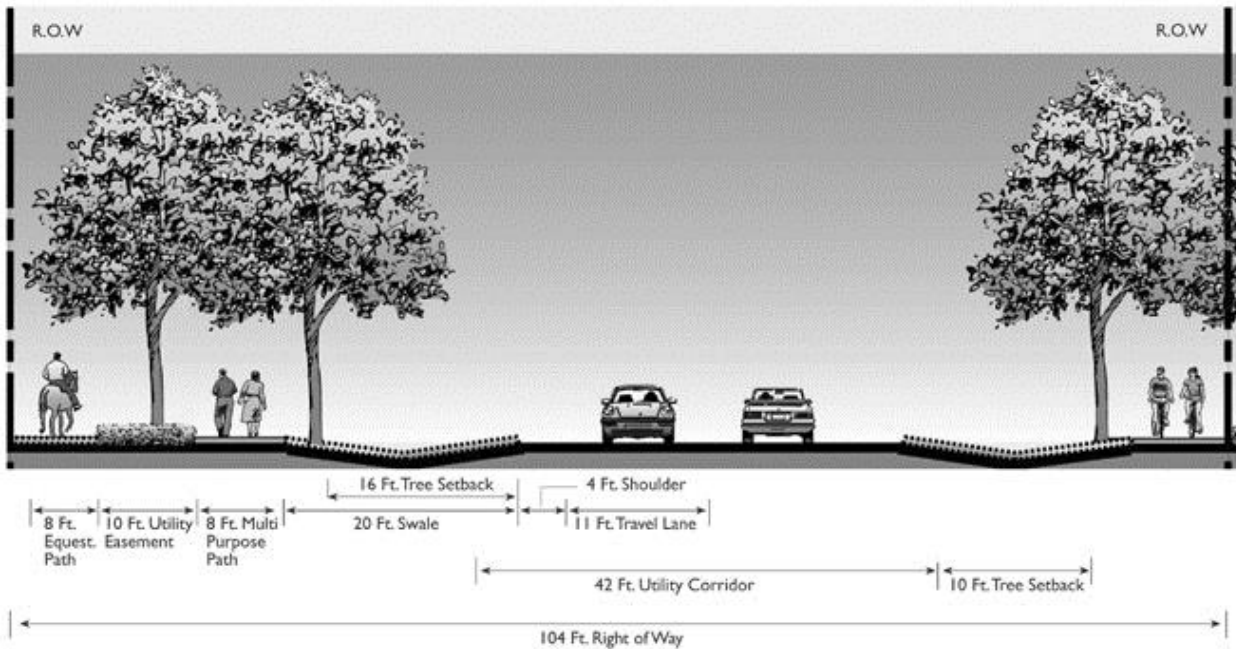 R.O.W
R.O.W
16 Ft. Tree Setback
4 Ft. Shoulder
8 Ft.
Equest.
Path
10 Ft. Utility
Easement
8 Ft. Multi
Purpose
Path
20 Ft. Swale
11 Ft. Travel Lane
42 Ft. Utility Corridor
10 Ft. Tree Setback
104 Ft. Right of Way